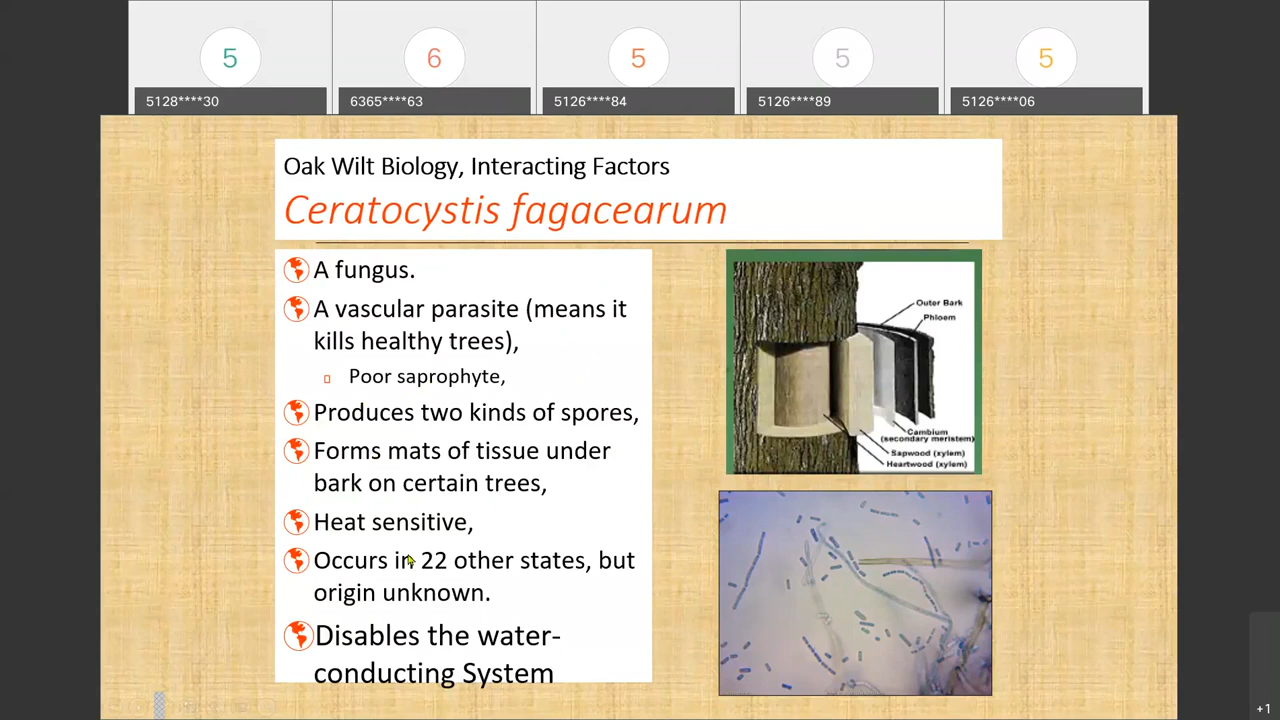 5
6
5
5
5
5128****30
6365****63
5126****84
5126****89
5126****06
Oak Wilt Biology, Interacting Factors
Ceratocystis fagacearum
A fungus.
A vascular parasite (means it
kills healthy trees),
Poor saprophyte,
Produces two kinds of spores,
Forms mats of tissue under
bark on certain trees,
Heat sensitive,
Occurs in 22 other states, but
origin unknown.
Disables the water-
conducting System
Outer Bark
Phloem
Cambium
(secondary meristem)
Sapwood (xylem)
Heartwood (xylem)
+1